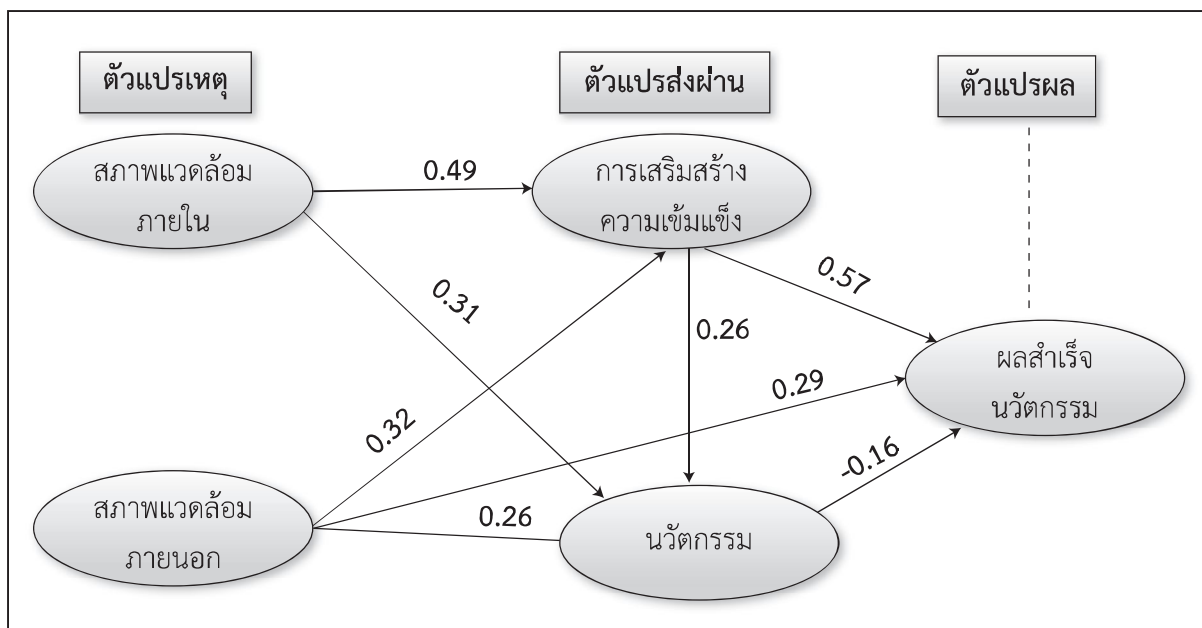 ตัวแปรเหตุ
ตัวแปรส่งผ่าน
ตัวแปรผล
สภาพแวดล้อม
ภายใน
0.49
การเสริมสร้าง
ความเข้มแข็ง
0.31
0.57
0.26
0.32
0.29
ผลสำเร็จ
นวัตกรรม
-0.16
สภาพแวดล้อม
ภายนอก
0.26
นวัตกรรม